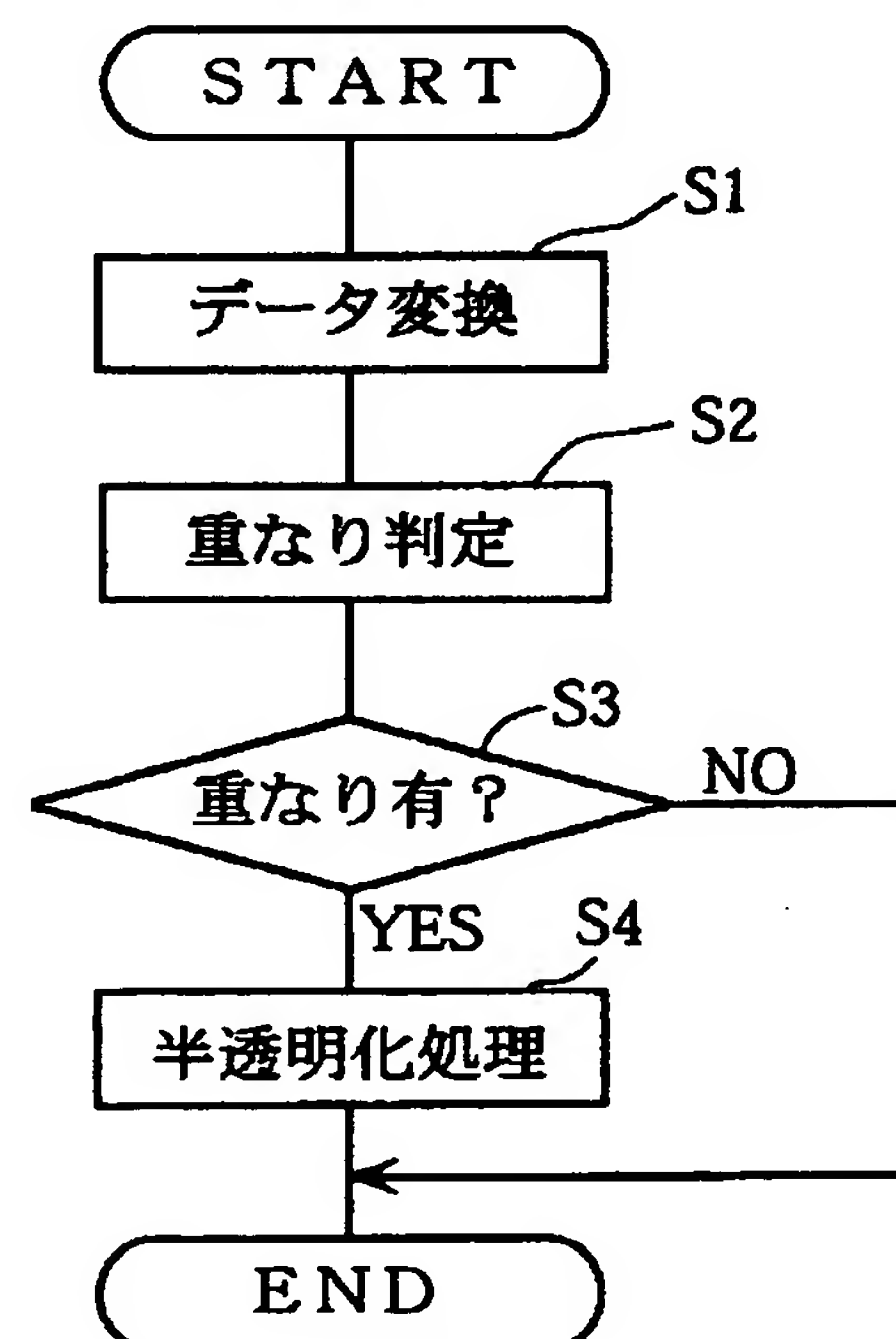 START
S1
データ変換
S2
重なり判定
S3
重なり有?
NO
YES
S4
半透明化処理
END